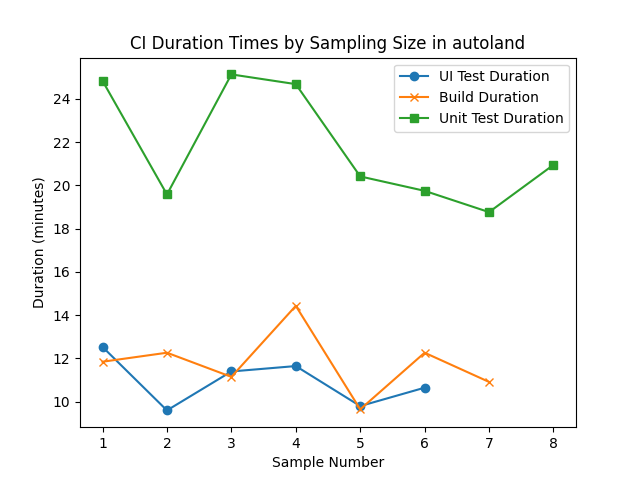 CI Duration Times by Sampling Size in autoland
UI Test Duration
Build Duration
Unit Test Duration
24
22
20
18
16
14
12
10
Duration (minutes)
1 2 3 4 5 6 7 8
Sample Number